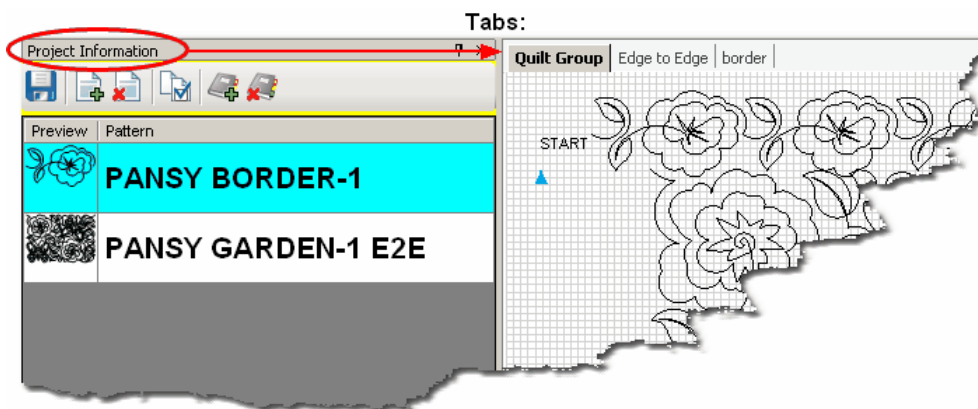 Tabs:
Project Information
Quilt Group Edge to Edge border
Preview Pattern
START
PANSY BORDER-1
PANSY GARDEN-1 E2E